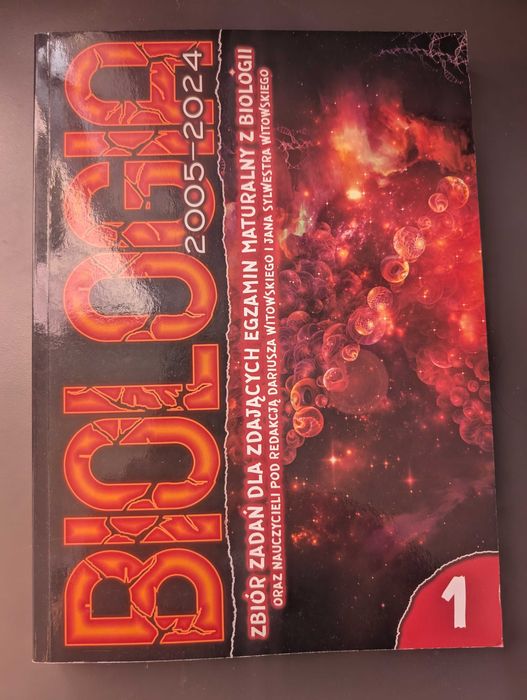 BIOLOGIA
2005–2024
ZBIÓR ZADAŃ DLA ZDAJĄCYCH EGZAMIN MATURALNY Z BIOLOGII
ORAZ NAUCZYCIELI POD REDAKCJĄ DARIUSZA WITOWSKIEGO I JANA SYLWESTRA WITOWSKIEGO
1